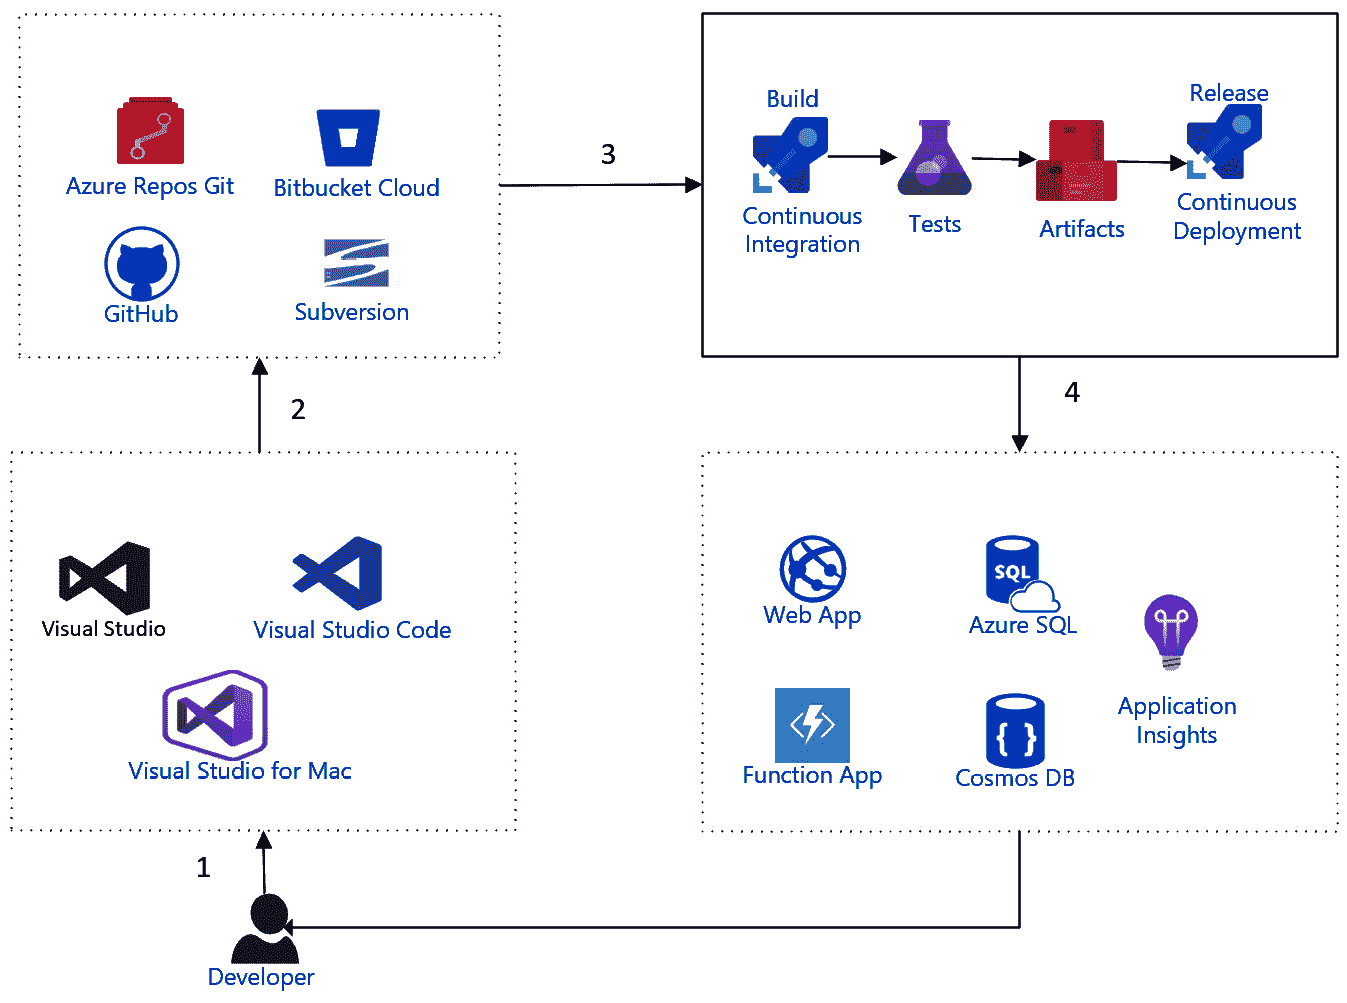 Azure Repos Git
Bitbucket Cloud
GitHub
Subversion
3
Build
Continuous
Integration
Tests
Artifacts
Release
Continuous
Deployment
2
4
Visual Studio
Visual Studio Code
Visual Studio for Mac
Web App
SQL
Azure SQL
Function App
Cosmos DB
Application
Insights
1
Developer